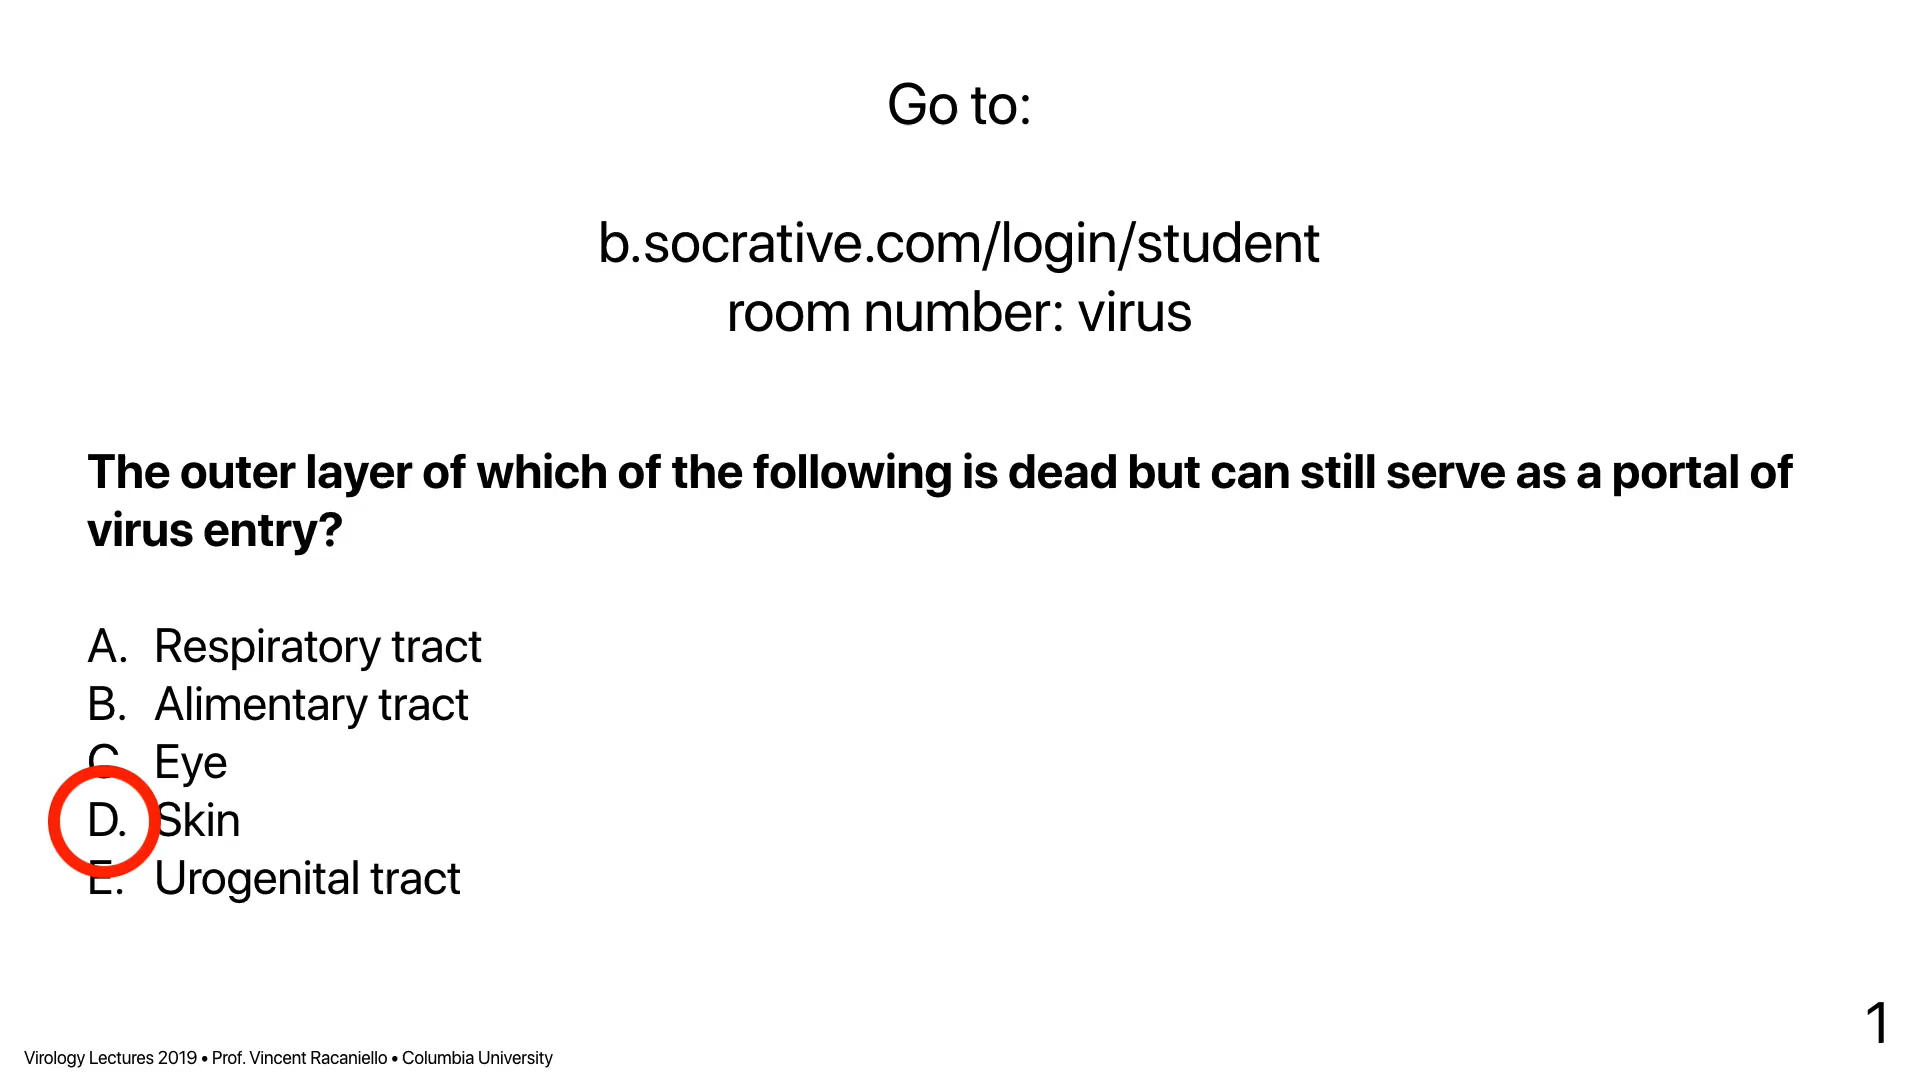 Go to:
b.socrative.com/login/student
room number: virus
The outer layer of which of the following is dead but can still serve as a portal of
virus entry?
A. Respiratory tract
B. Alimentary tract
C. Eye
D. Skin
E. Urogenital tract
1
Virology Lectures 2019 • Prof. Vincent Racaniello • Columbia University